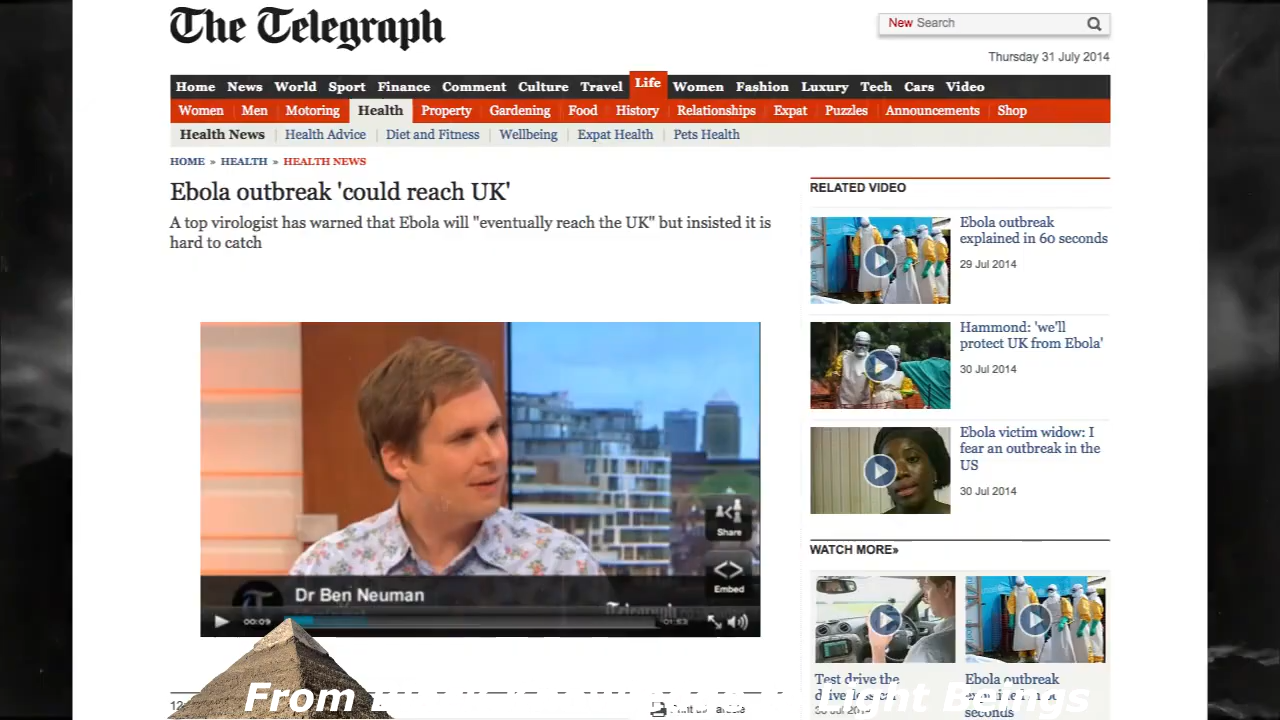 The Telegraph
New Search
Thursday 31 July 2014
Home News World Sport Finance Comment Culture Travel Life Women Fashion Luxury Tech Cars Video
Women Men Motoring Health Property Gardening Food History Relationships Expat Puzzles Announcements Shop
Health News Health Advice Diet and Fitness Wellbeing Expat Health Pets Health
HOME » HEALTH » HEALTH NEWS
Ebola outbreak 'could reach UK'
A top virologist has warned that Ebola will "eventually reach the UK" but insisted it is
hard to catch
Share
Embed
Dr Ben Neuman
Telegraph
00:09
RELATED VIDEO
Ebola outbreak
explained in 60 seconds
29 Jul 2014
Hammond: 'we'll
protect UK from Ebola'
30 Jul 2014
Ebola victim widow: I
fear an outbreak in the
US
30 Jul 2014
WATCH MORE»
Test drive the
Ebola outbreak
seconds
From